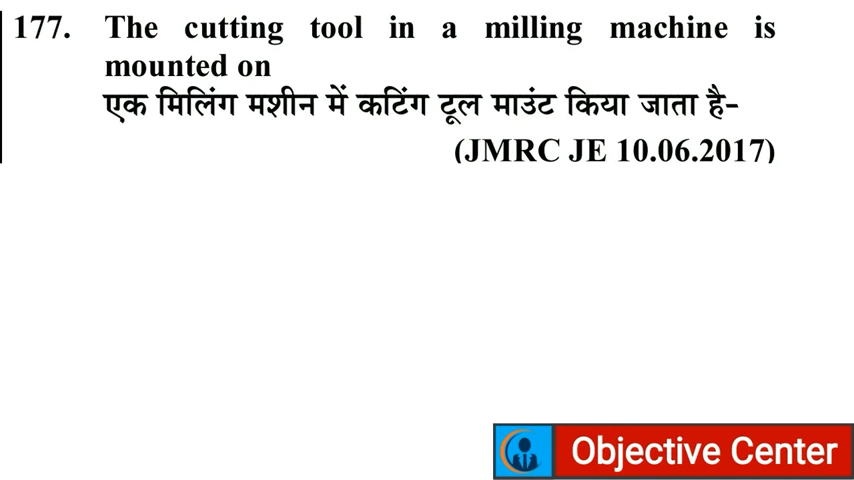 177. The cutting tool in a milling machine is
mounted on
एक मिलिंग मशीन में कटिंग टूल माउंट किया जाता है-
(JMRC JE 10.06.2017)
Objective Center